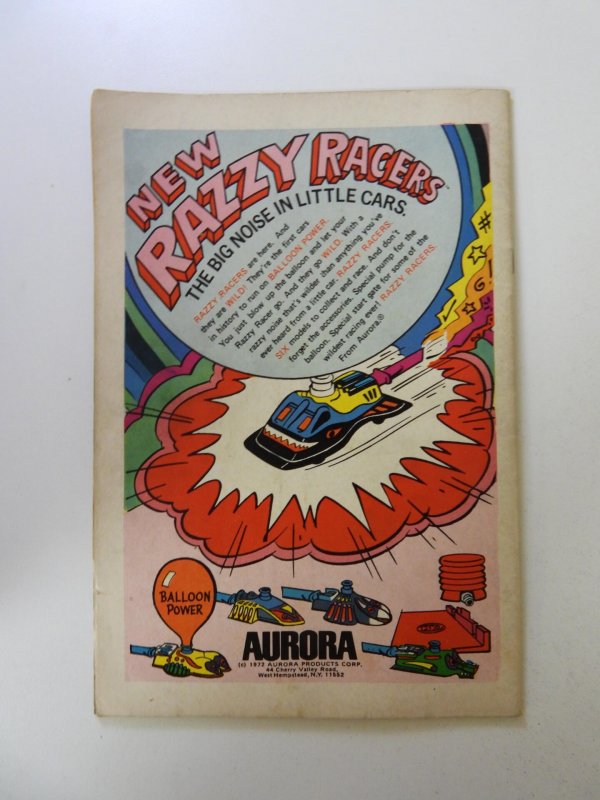 NEW
RAZZY RACERS™
THE BIG NOISE IN LITTLE CARS.
RAZZY RACERS are here. And
they are WILD! They're the first cars
in history to run on BALLOON POWER.
You just blow up the balloon and let your
Razzy Racer go. And they go WILD. With a
razzy noise that's wilder than anything you've
ever heard from a little car. RAZZY RACERS.
SIX models to collect and race. And don't
forget the accessories. Special pump for the
balloon. Special start gate for some of the
wildest racing ever! RAZZY RACERS.
From Aurora.®
#
!
BALLOON
POWER
AURORA
(c) 1972 AURORA PRODUCTS CORP.
44 Cherry Valley Road,
West Hempstead, N.Y. 11552